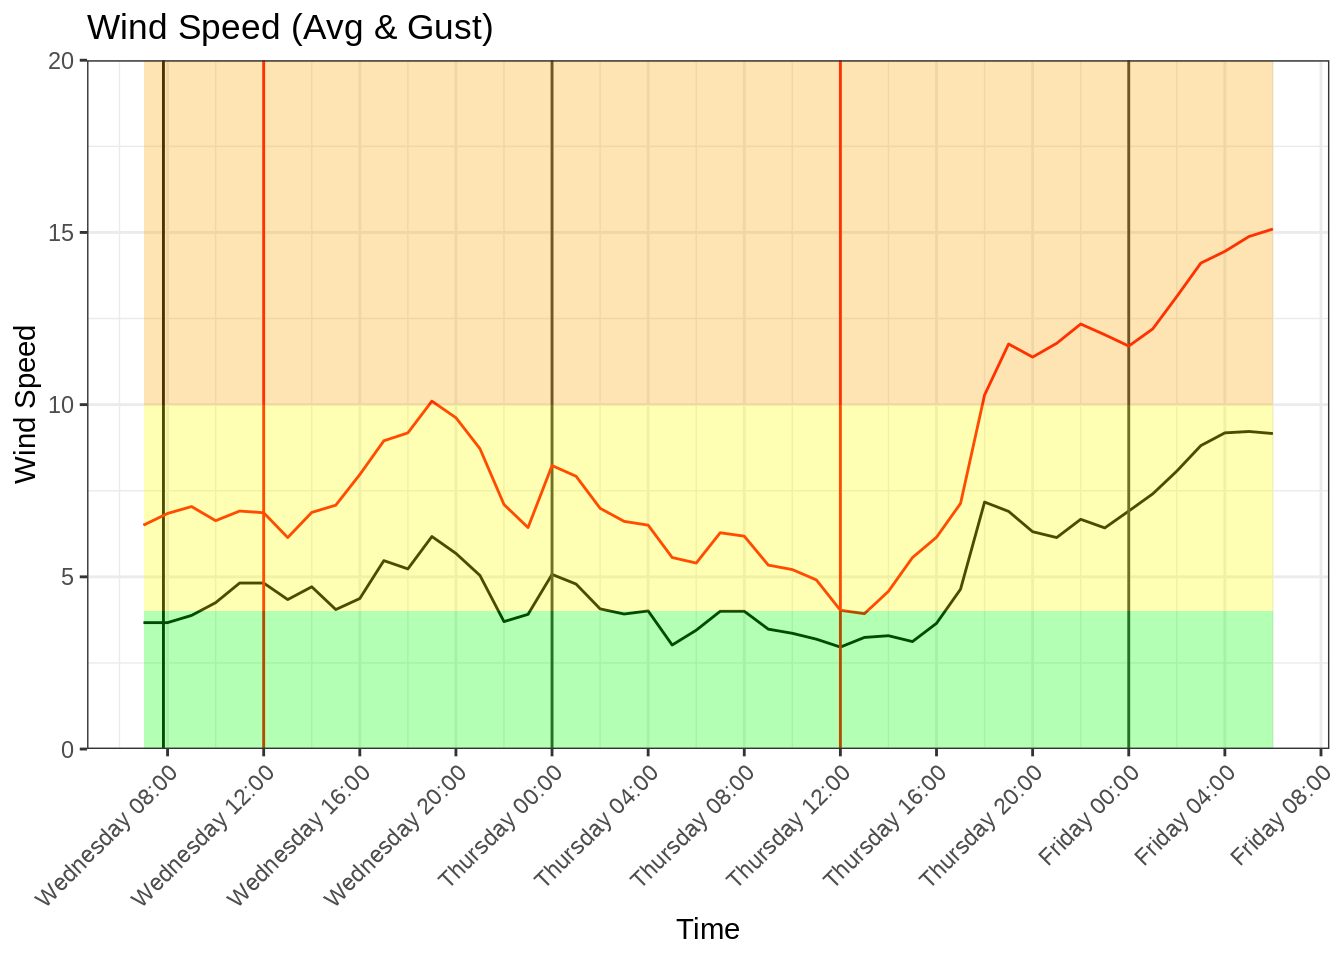 Wind Speed (Avg & Gust)
20
15
10
5
0
Wind Speed
Wednesday 08:00
Wednesday 12:00
Wednesday 16:00
Wednesday 20:00
Thursday 00:00
Thursday 04:00
Thursday 08:00
Thursday 12:00
Thursday 16:00
Thursday 20:00
Friday 00:00
Friday 04:00
Friday 08:00
Time